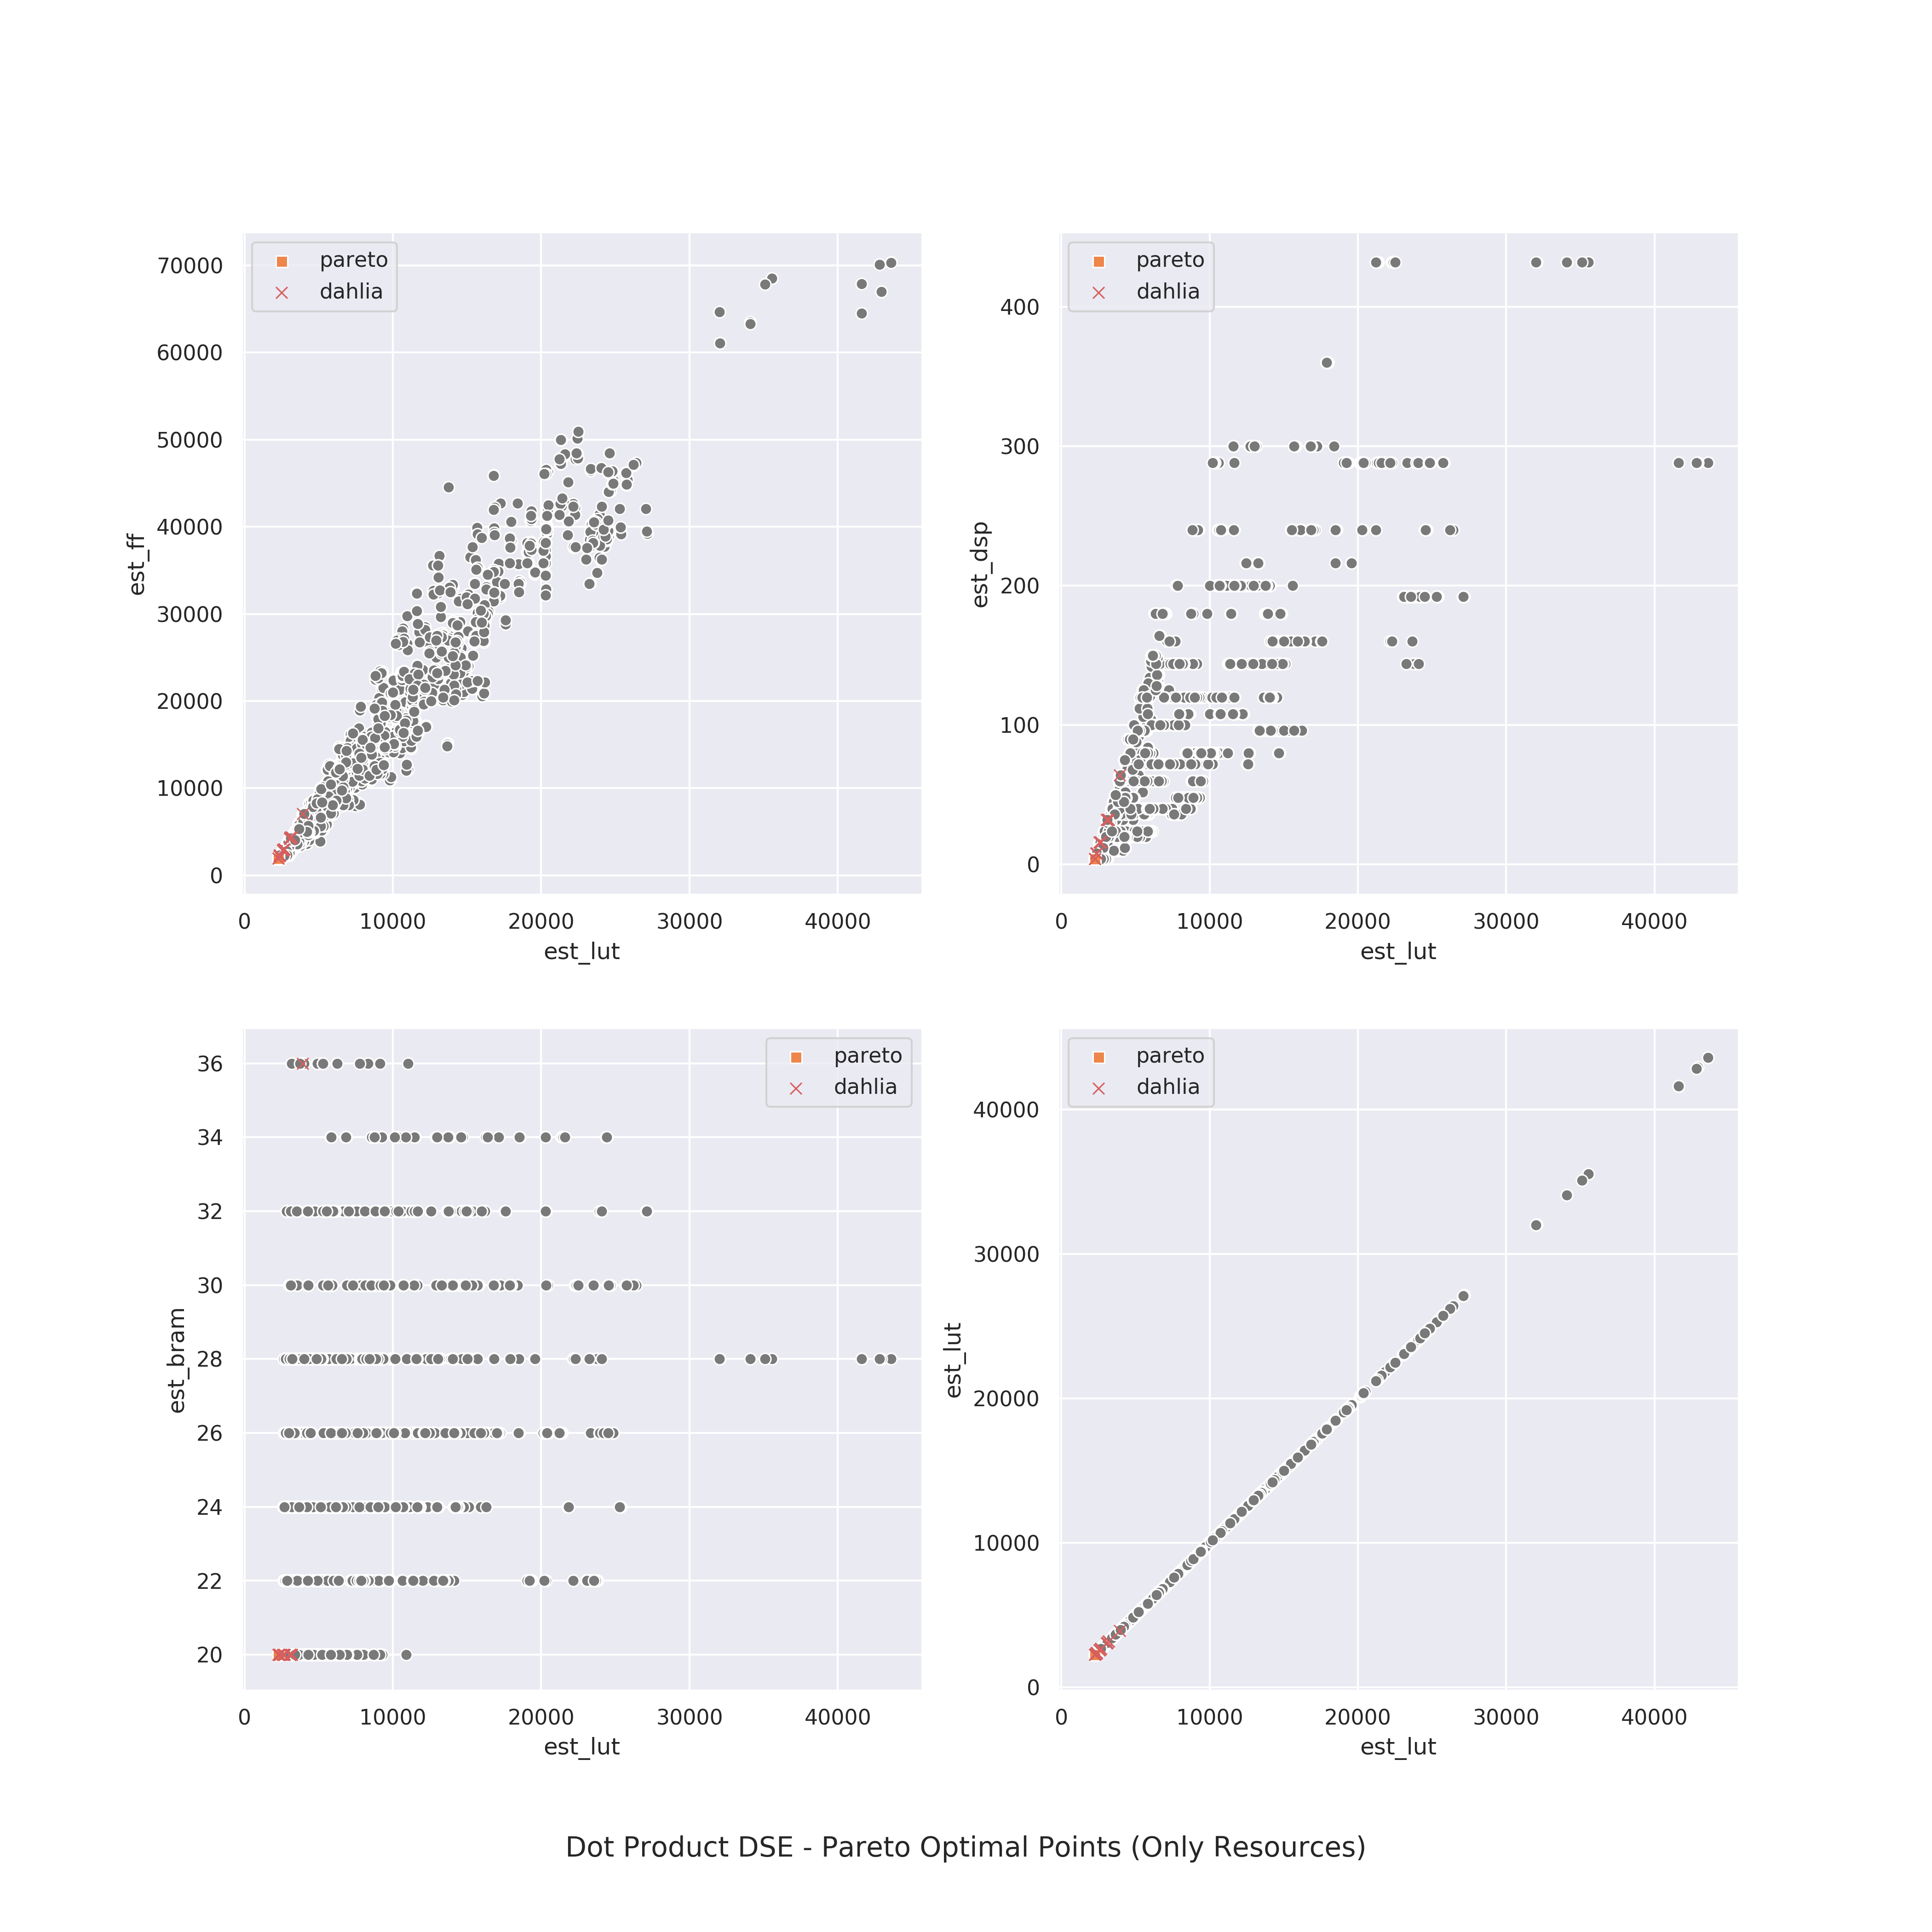 pareto
dahlia
70000
60000
50000
40000
30000
20000
10000
0
est_ff
0 10000 20000 30000 40000
est_lut
pareto
dahlia
400
300
200
100
0
est_dsp
0 10000 20000 30000 40000
est_lut
pareto
dahlia
36
34
32
30
28
26
24
22
20
est_bram
0 10000 20000 30000 40000
est_lut
pareto
dahlia
40000
30000
20000
10000
0
est_lut
0 10000 20000 30000 40000
est_lut
Dot Product DSE - Pareto Optimal Points (Only Resources)